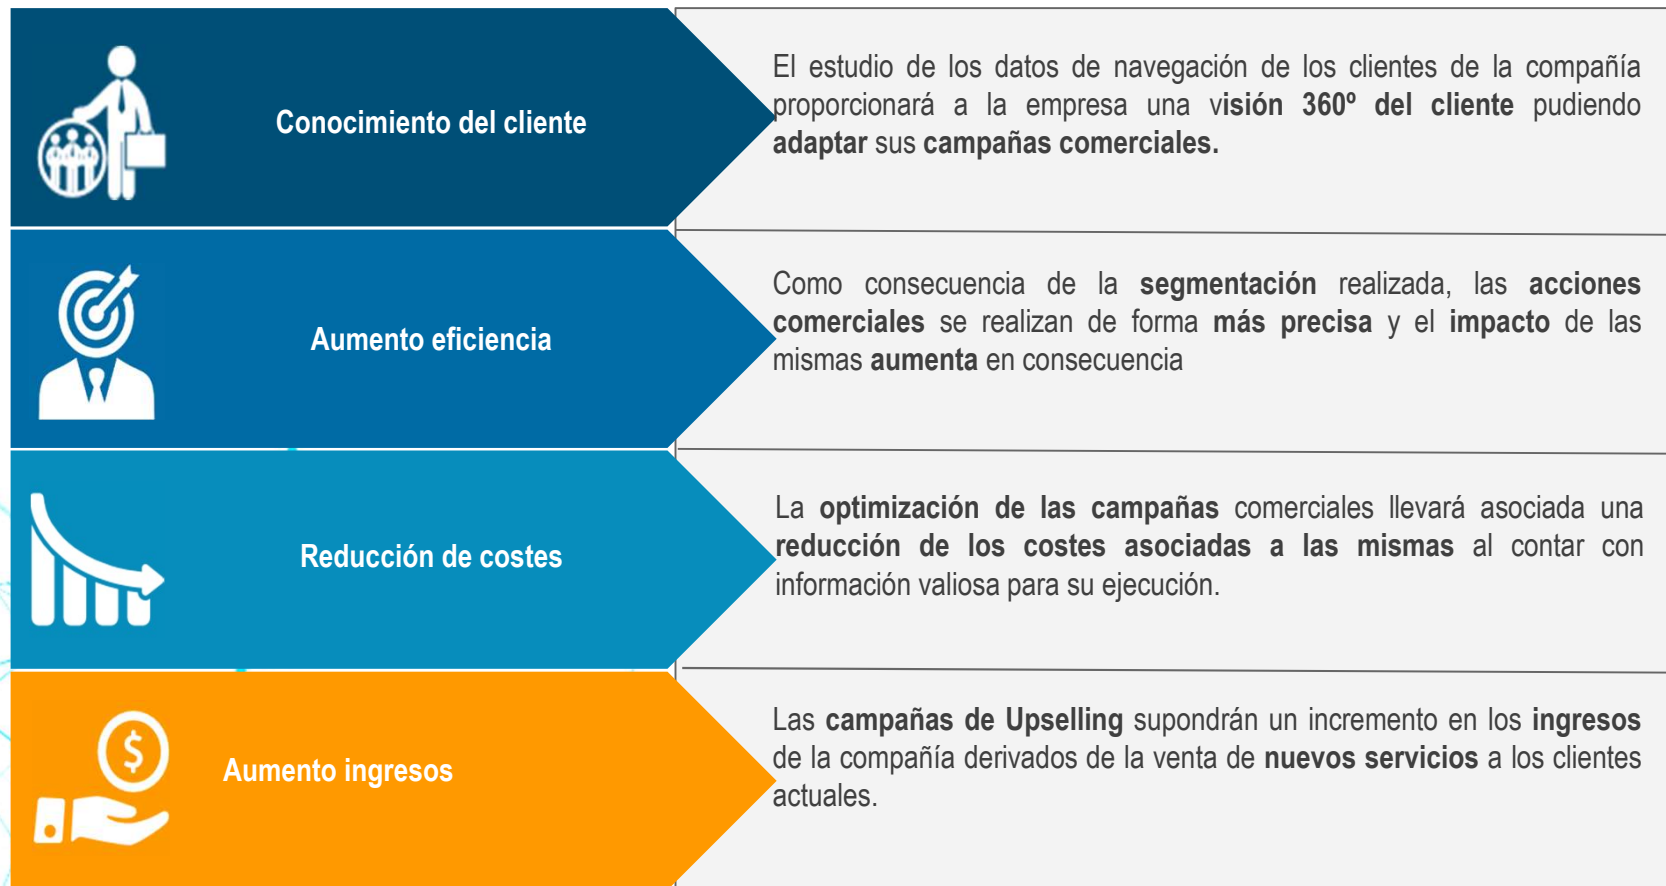 Conocimiento del cliente
El estudio de los datos de navegación de los clientes de la compañía
proporcionará a la empresa una visión 360º del cliente pudiendo
adaptar sus campañas comerciales.
Aumento eficiencia
Como consecuencia de la segmentación realizada, las acciones
comerciales se realizan de forma más precisa y el impacto de las
mismas aumenta en consecuencia
Reducción de costes
La optimización de las campañas comerciales llevará asociada una
reducción de los costes asociadas a las mismas al contar con
información valiosa para su ejecución.
$
Aumento ingresos
Las campañas de Upselling supondrán un incremento en los ingresos
de la compañía derivados de la venta de nuevos servicios a los clientes
actuales.